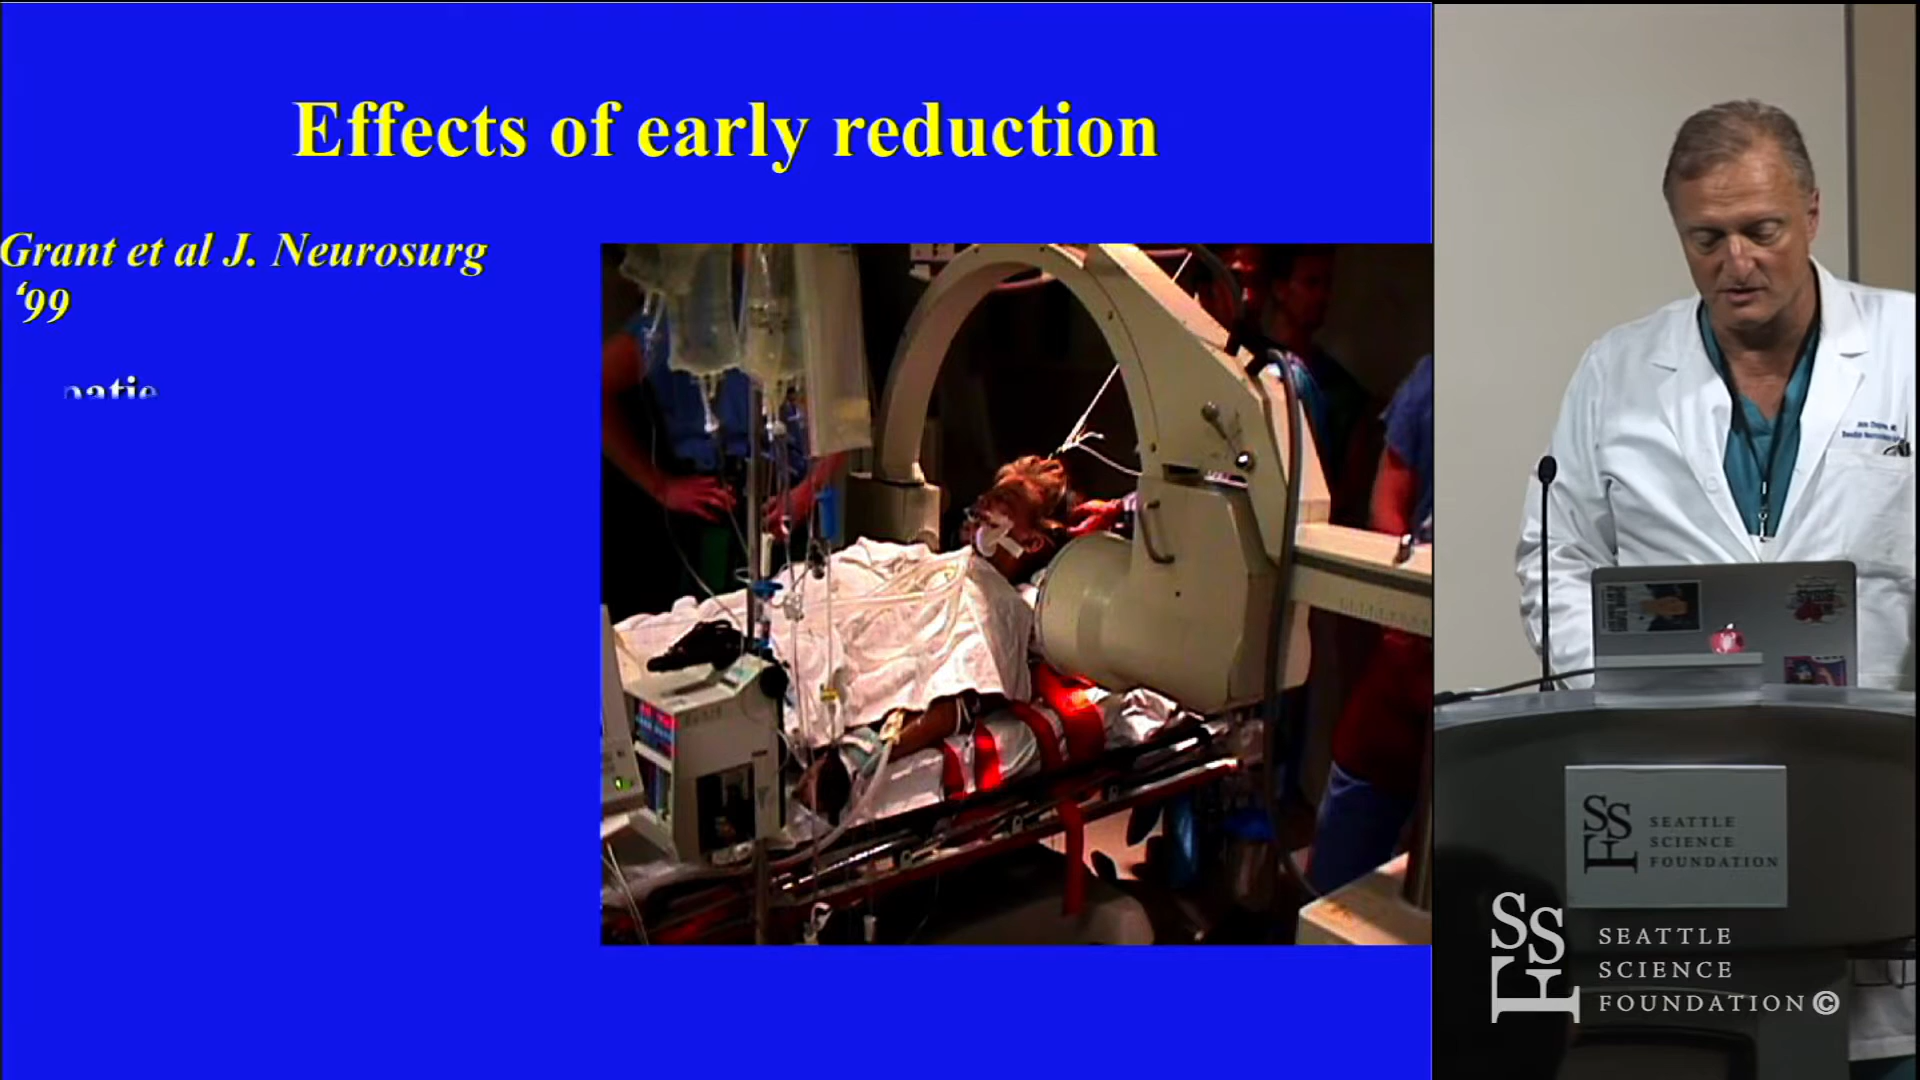 Effects of early reduction
Grant et al J. Neurosurg
‘99
SEATTLE
SCIENCE
FOUNDATION
SEATTLE
SCIENCE
FOUNDATION©